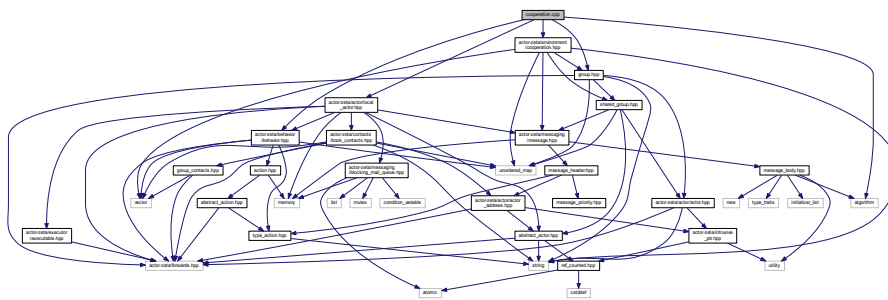 cooperation.cpp
actor-zeta/environment
/cooperation.hpp
group.hpp
actor-zeta/actor/local
_actor.hpp
shared_group.hpp
actor-zeta/behavior
/behavior.hpp
actor-zeta/contacts
/book_contacts.hpp
actor-zeta/messaging
/message.hpp
group_contacts.hpp
action.hpp
actor-zeta/messaging
/blocking_mail_queue.hpp
unordered_map
message_header.hpp
message_body.hpp
vector
abstract_action.hpp
memory
list
mutex
condition_variable
actor-zeta/actor/actor
_address.hpp
message_priority.hpp
actor-zeta/actor/actor.hpp
new
type_traits
initializer_list
algorithm
actor-zeta/executor
/executable.hpp
type_action.hpp
abstract_actor.hpp
actor-zeta/intrusive
_ptr.hpp
actor-zeta/forwards.hpp
string
ref_counted.hpp
utility
atomic
cstddef